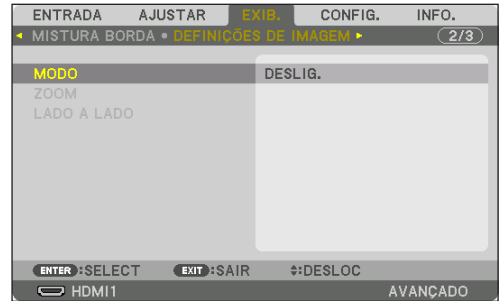 ENTRADA AJUSTAR EXIB. CONFIG. INFO.
MISTURA BORDA • DEFINIÇÕES DE IMAGEM 2/3
MODO DESLIG.
ZOOM
LADO A LADO
ENTER :SELECT EXIT :SAIR :DESLOC
HDMI1 AVANÇADO